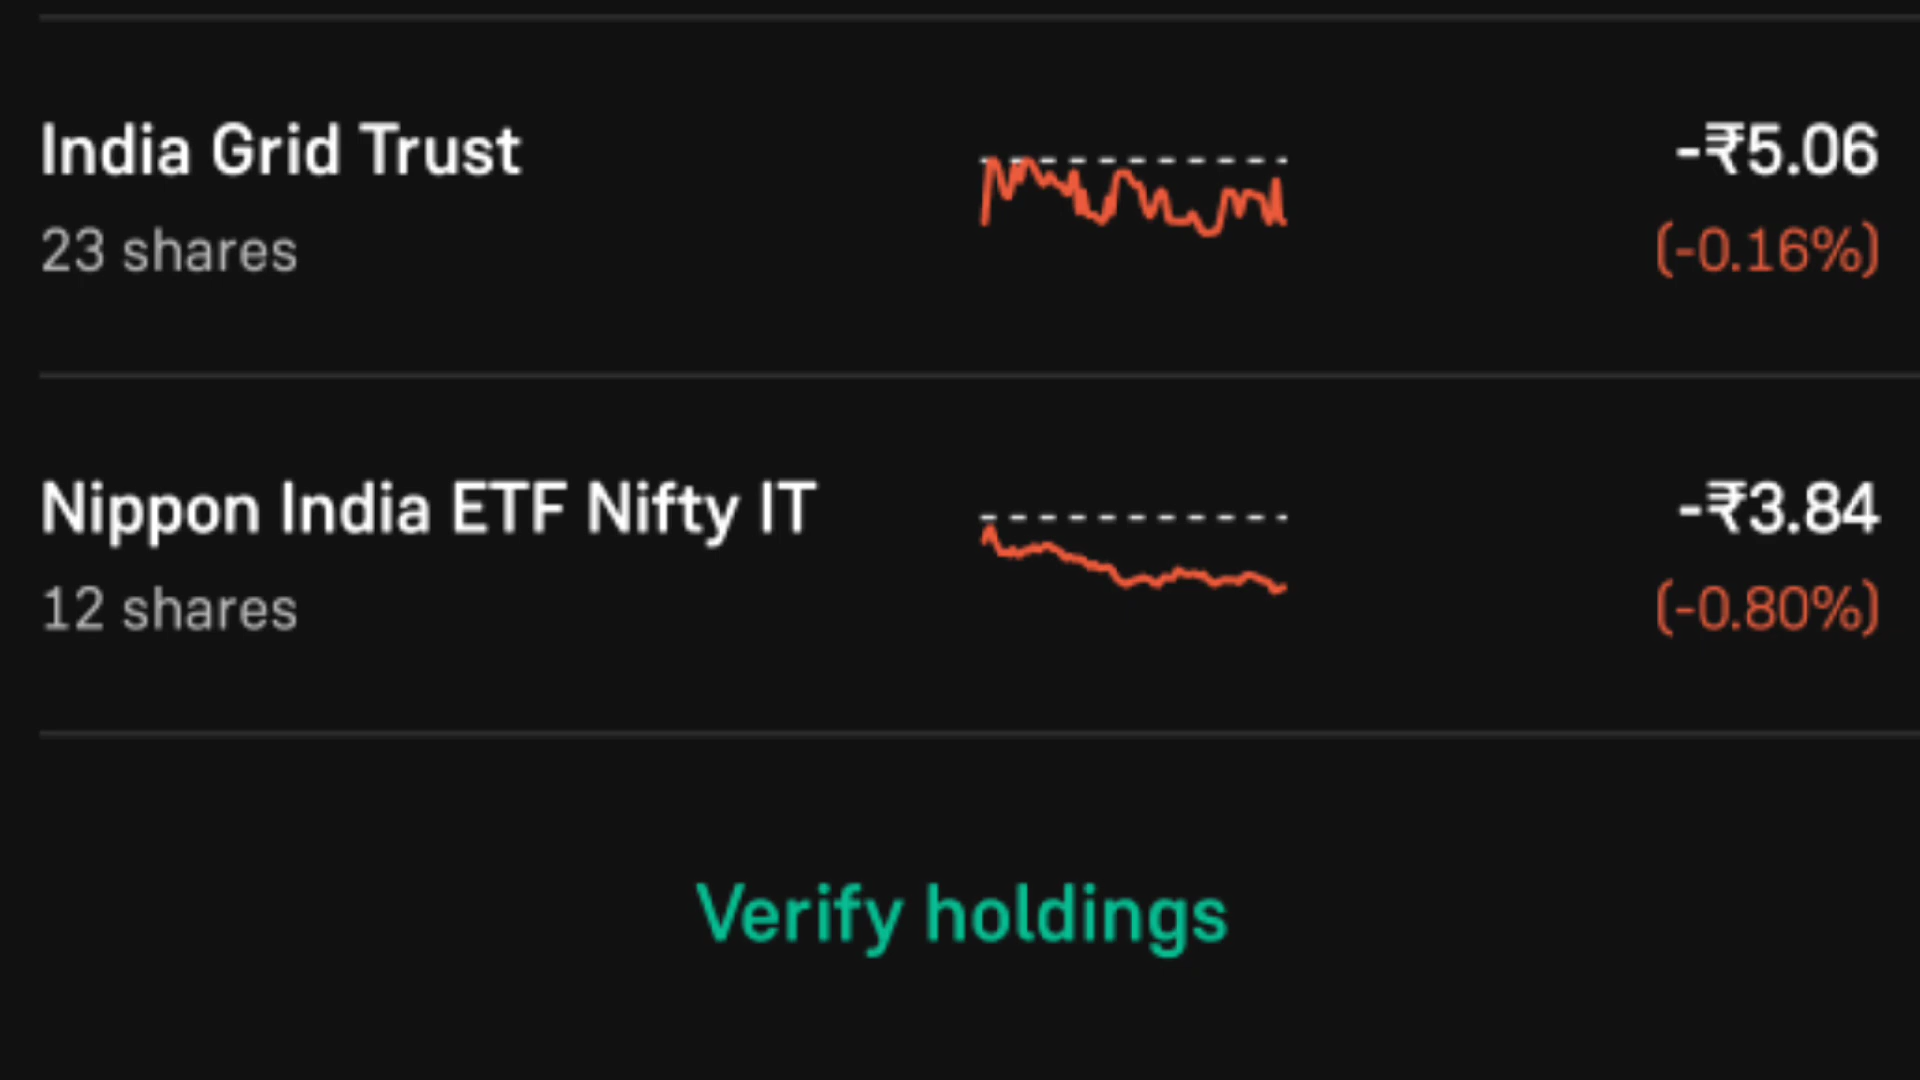 India Grid Trust
-₹5.06
23 shares
(-0.16%)
Nippon India ETF Nifty IT
-₹3.84
12 shares
(-0.80%)
Verify holdings